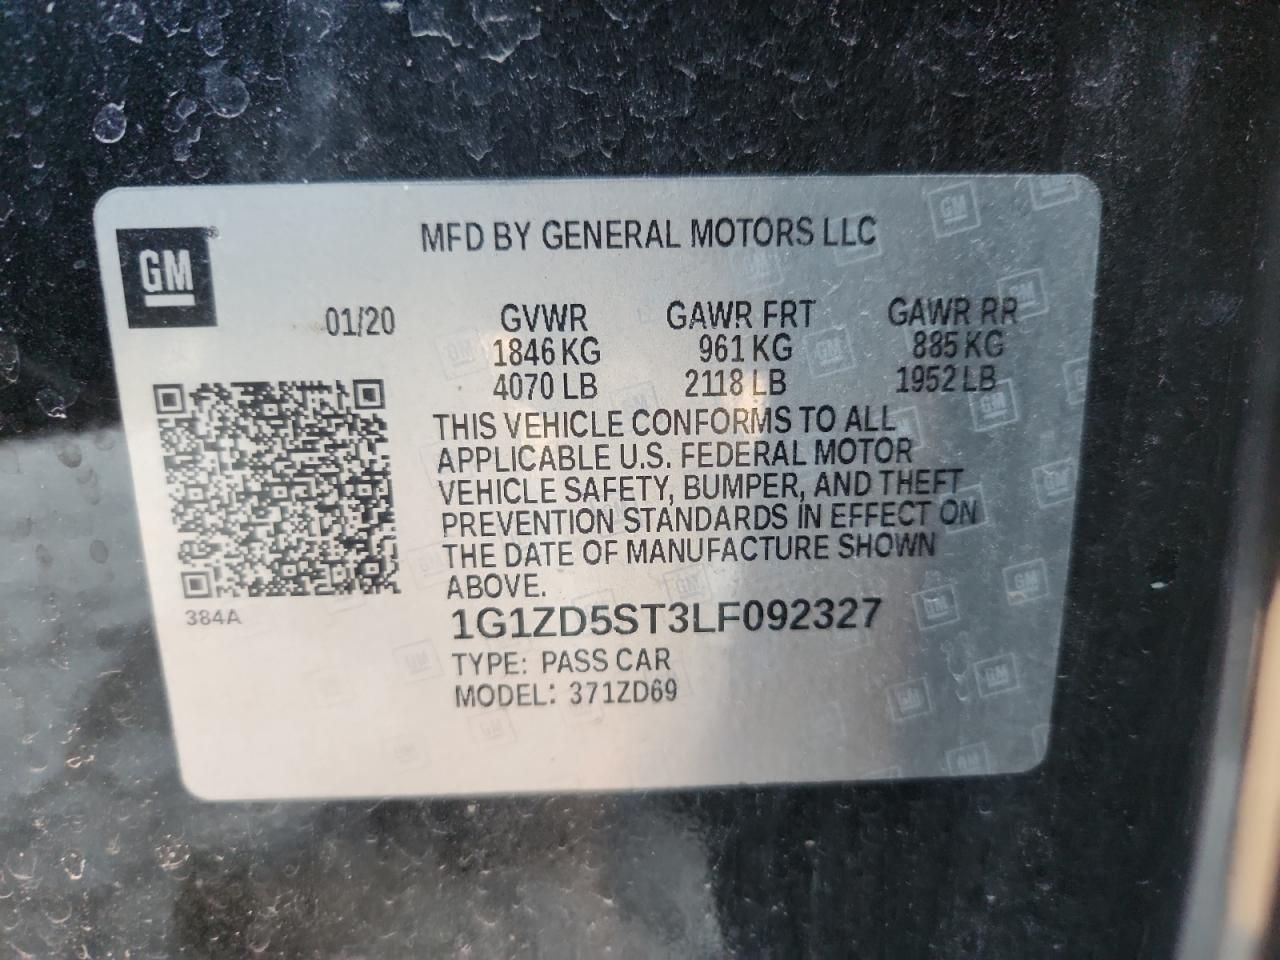 MFD BY GENERAL MOTORS LLC
GM
01/20
GVWR GAWR FRT GAWR RR
1846 KG 961 KG 885 KG
4070 LB 2118 LB 1952 LB
THIS VEHICLE CONFORMS TO ALL
APPLICABLE U.S. FEDERAL MOTOR
VEHICLE SAFETY, BUMPER, AND THEFT
PREVENTION STANDARDS IN EFFECT ON
THE DATE OF MANUFACTURE SHOWN
ABOVE.
384A
1G1ZD5ST3LF092327
TYPE: PASS CAR
MODEL: 371ZD69